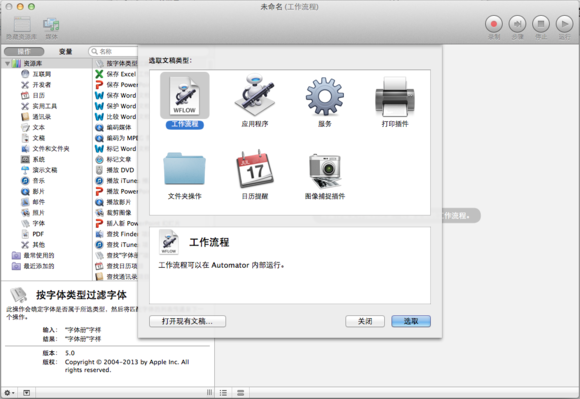 未命名 (工作流程)
隐藏资源库
媒体
录制
步骤
停止
运行
操作
变量
名称
资源库
互联网
开发者
日历
实用工具
通讯录
文本
文稿
文件和文件夹
系统
演示文稿
音乐
影片
邮件
照片
字体
PDF
其他
最常使用的
最近添加的
按字体类型
保存 Excel
保存 Power
保存 Word
保护 Word
比较 Word
编码媒体
编码为 MPE
标记 Word
标记文章
播放 DVD
播放 iTune
播放 Power
播放影片
裁剪图像
插入新 Pow
查找 Finde
查找 iTune
查找"字体
查找日历项
查找通讯录
选取文稿类型：
WFLOW
工作流程
应用程序
服务
打印插件
文件夹操作
17
日历提醒
图像捕捉插件
工作流程。
WFLOW
工作流程
工作流程可以在 Automator 内部运行。
打开现有文稿...
关闭
选取
按字体类型过滤字体
此操作会确定字体是否属于所选类型，然后将匹
个操作。
输入： "字体册"字样
结果： "字体册"字样
版本： 5.0
版权： Copyright © 2004-2013 by Apple Inc. All
rights reserved.